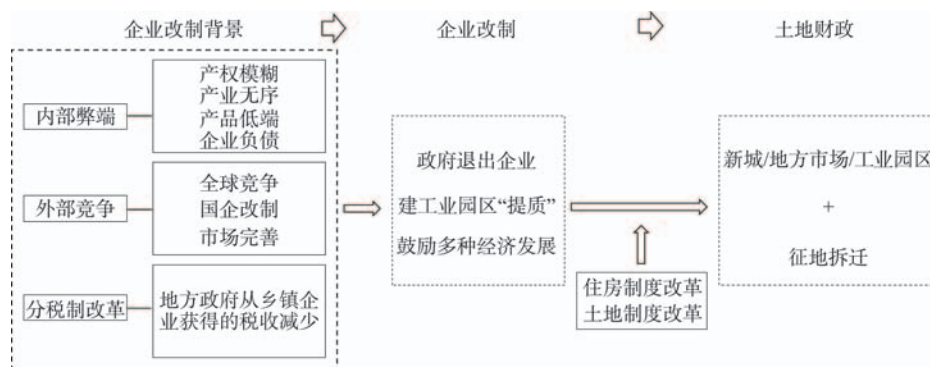 企业改制背景
企业改制
土地财政
内部弊端
产权模糊
产业无序
产品低端
企业负债
外部竞争
全球竞争
国企改制
市场完善
分税制改革
地方政府从乡镇企
业获得的税收减少
政府退出企业
建工业园区“提质”
鼓励多种经济发展
住房制度改革
土地制度改革
新城/地方市场/工业园区
+
征地拆迁